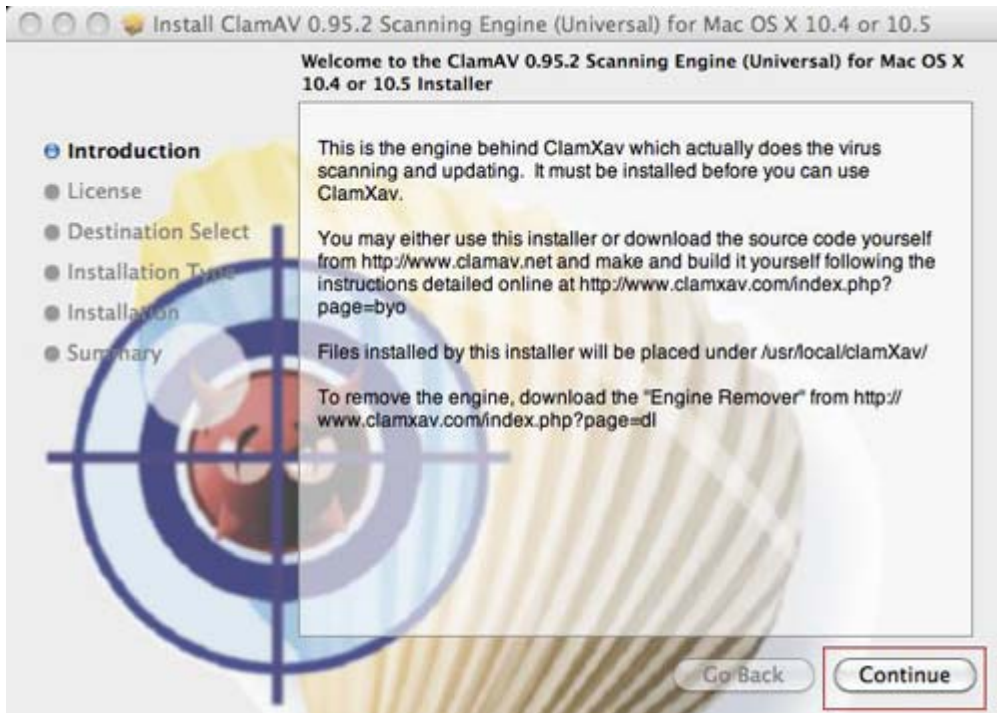 Install ClamAV 0.95.2 Scanning Engine (Universal) for Mac OS X 10.4 or 10.5
Welcome to the ClamAV 0.95.2 Scanning Engine (Universal) for Mac OS X
10.4 or 10.5 Installer
Introduction
License
Destination Select
Installation Type
Installation
Summary
This is the engine behind ClamXav which actually does the virus
scanning and updating.  It must be installed before you can use
ClamXav.
You may either use this installer or download the source code yourself
from http://www.clamav.net and make and build it yourself following the
instructions detailed online at http://www.clamxav.com/index.php?
page=byo
Files installed by this installer will be placed under /usr/local/clamXav/
To remove the engine, download the "Engine Remover" from http://
www.clamxav.com/index.php?page=dl
Go Back
Continue